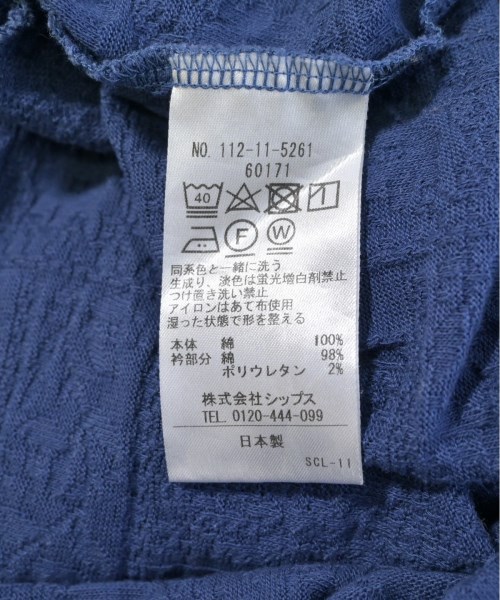 NO. 112-11-5261
60171
40
F W
同系色と一緒に洗う
生成り、淡色は蛍光増白剤禁止
つけ置き洗い禁止
アイロンはあて布使用
湿った状態で形を整える
本体 綿 100%
衿部分 綿 98%
ポリウレタン 2%
株式会社シップス
TEL. 0120-444-099
日本製
SCL-11